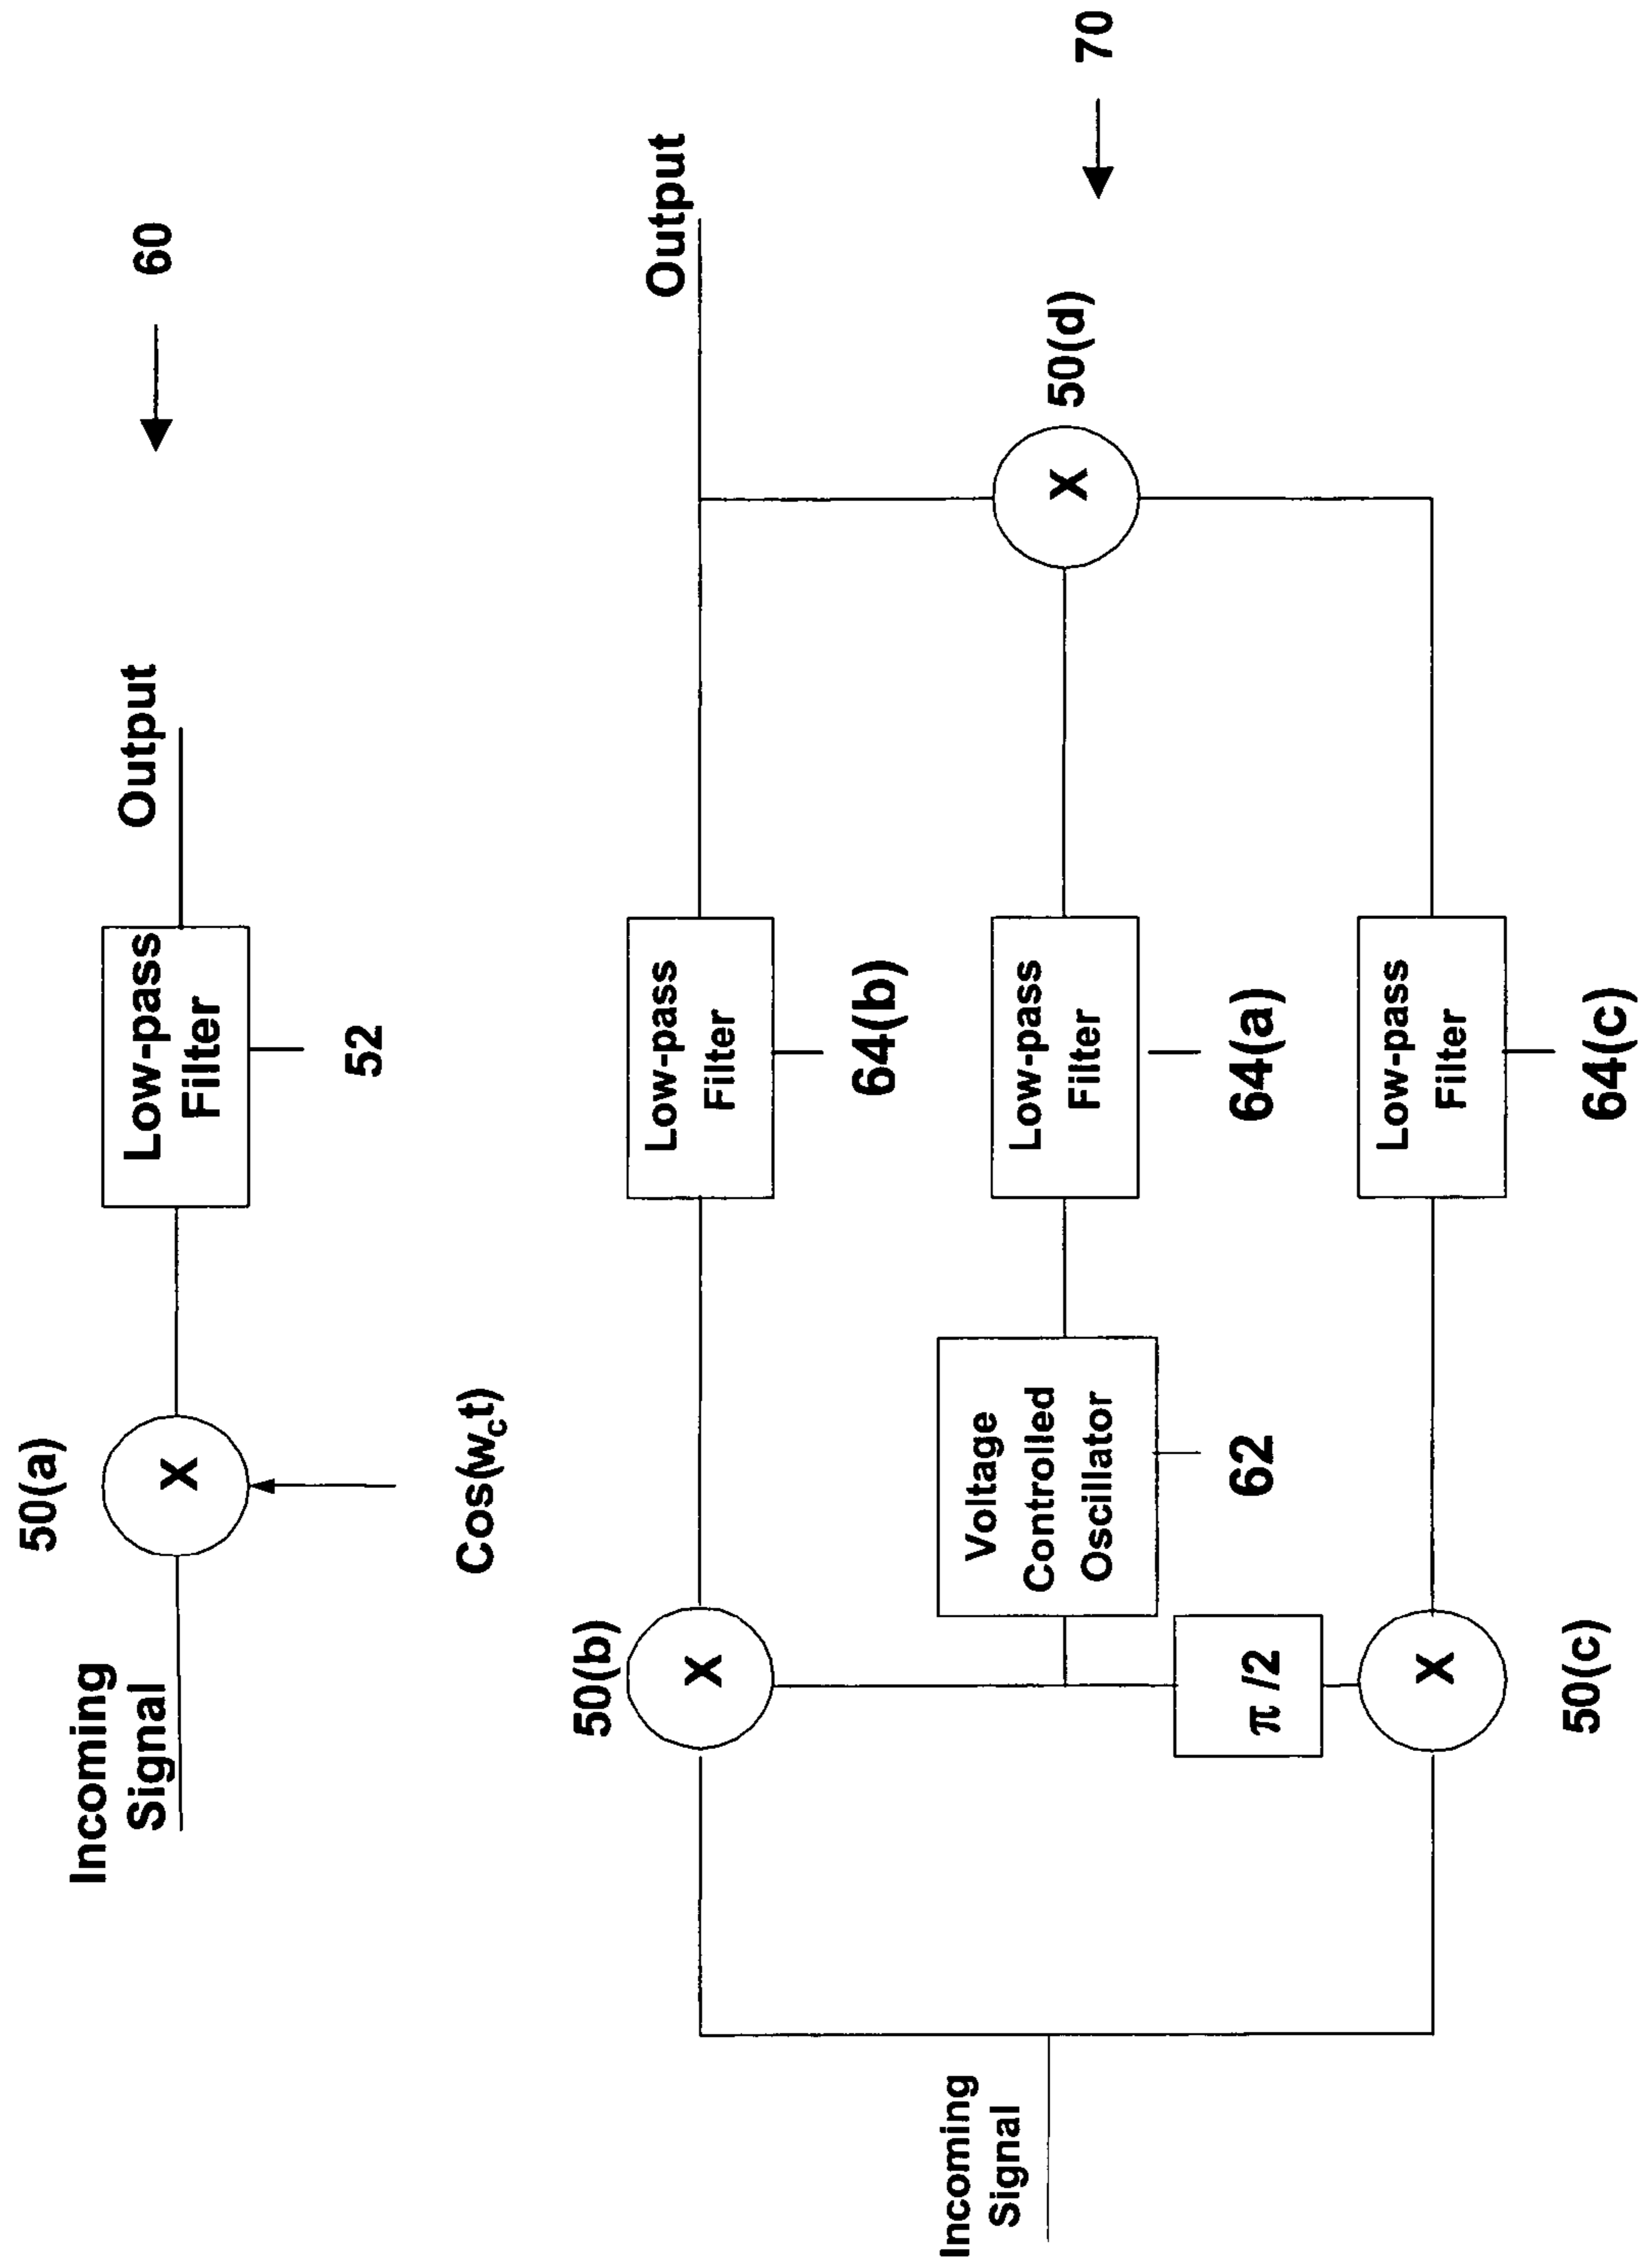 50(a)
60
Incoming
Signal
X
Low-pass
Filter
Output
52
Cos(w_ct)
50(b)
X
Low-pass
Filter
Output
64(b)
Incoming
Signal
Voltage
Controlled
Oscillator
Low-pass
Filter
X
50(d)
70
62
64(a)
π /2
X
Low-pass
Filter
50(c)
64(c)